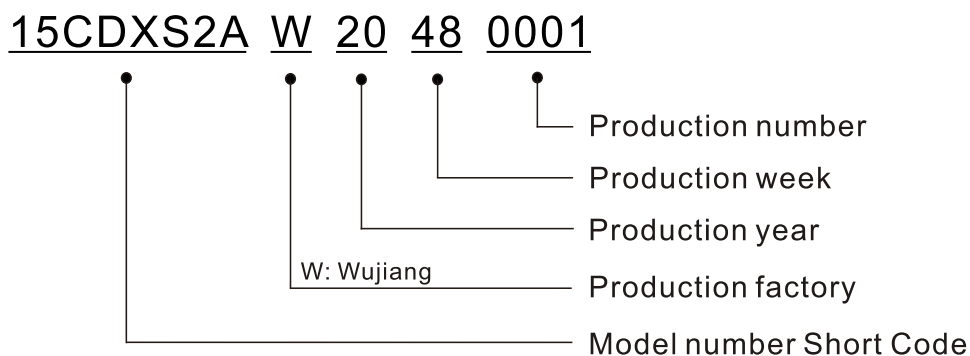 15CDXS2A W 20 48 0001
Production number
Production week
Production year
W: Wujiang
Production factory
Model number Short Code